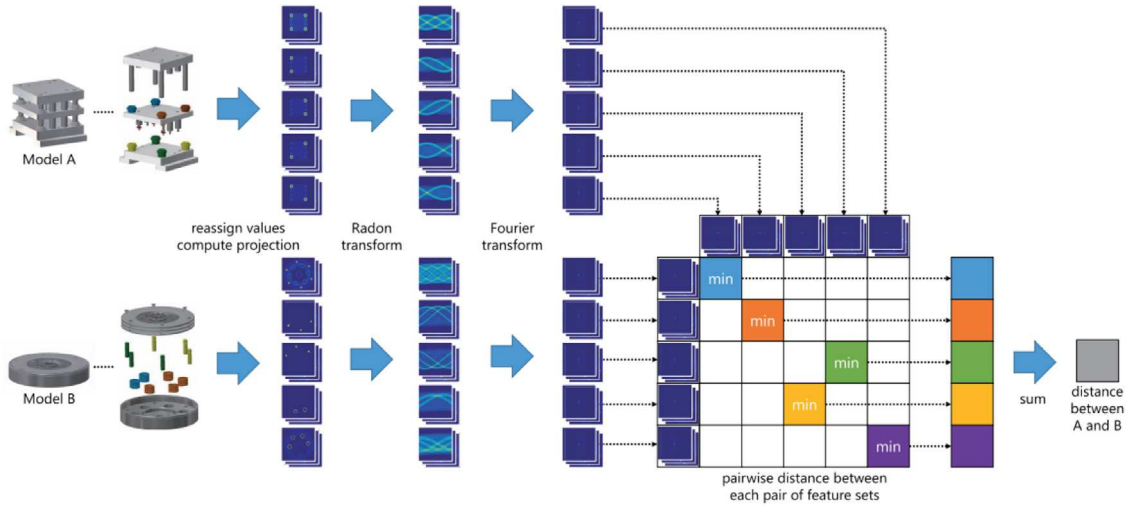 Model A
reassign values
compute projection
Radon
transform
Fourier
transform
Model B
min
min
min
min
min
sum
distance
between
A and B
pairwise distance between
each pair of feature sets